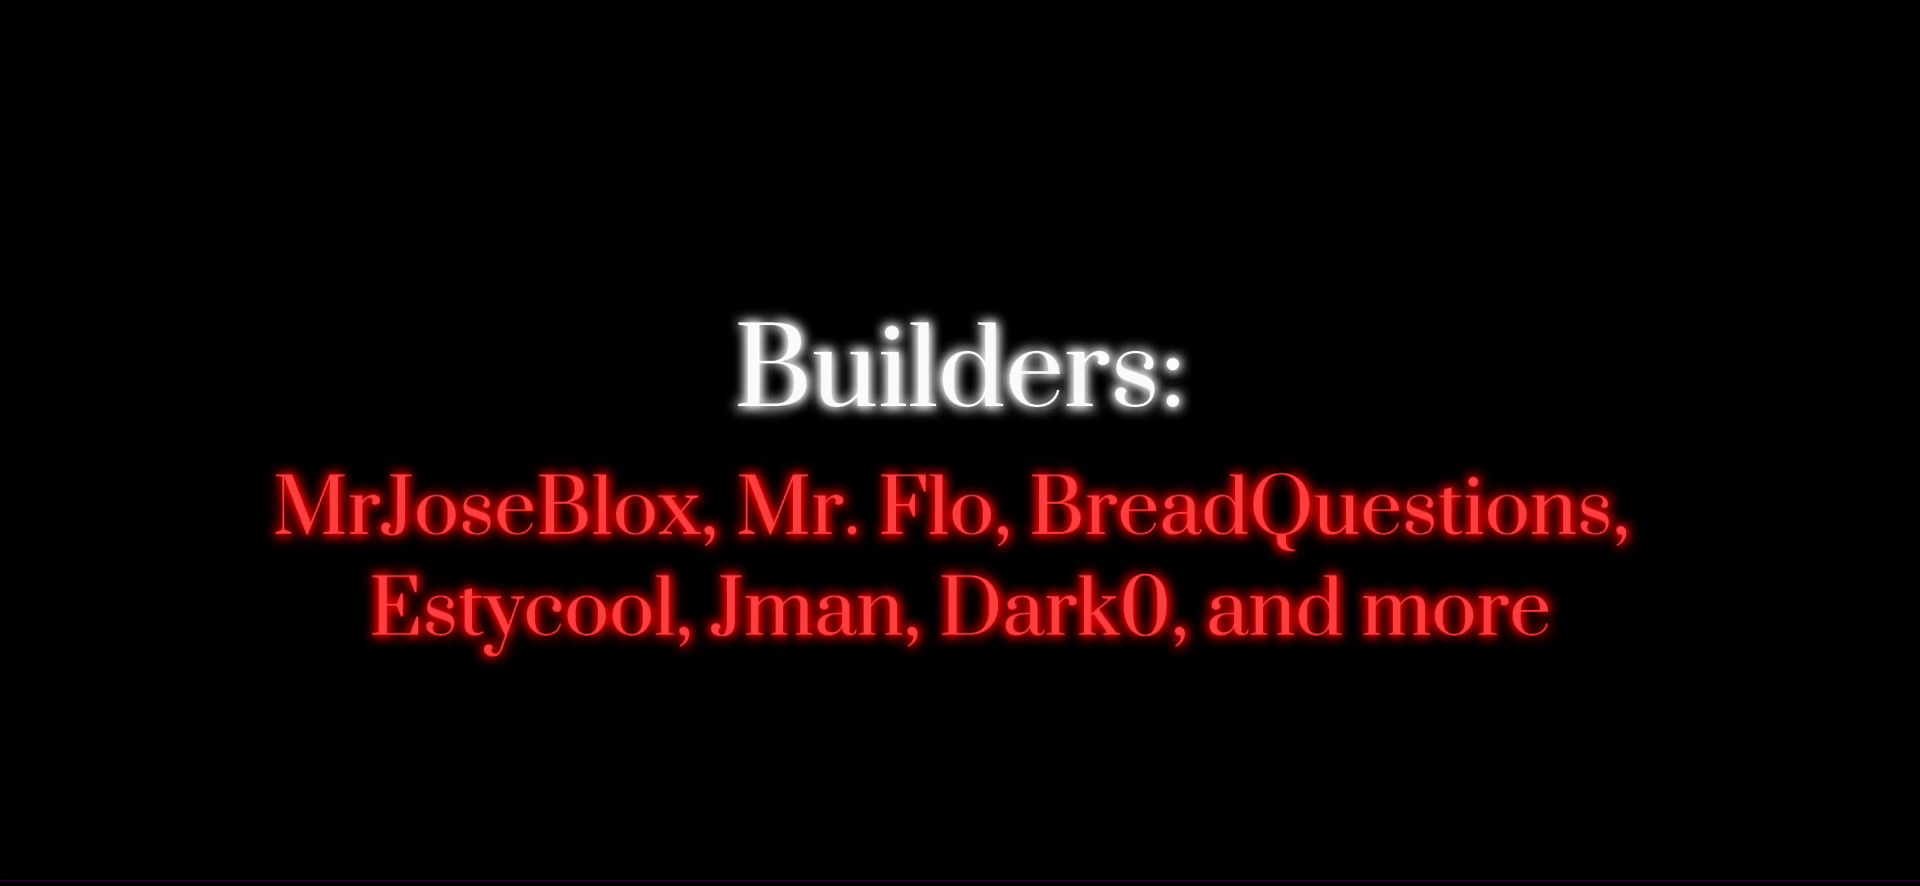 Builders:
MrJoseBlox, Mr. Flo, BreadQuestions,
Estycool, Jman, Dark0, and more